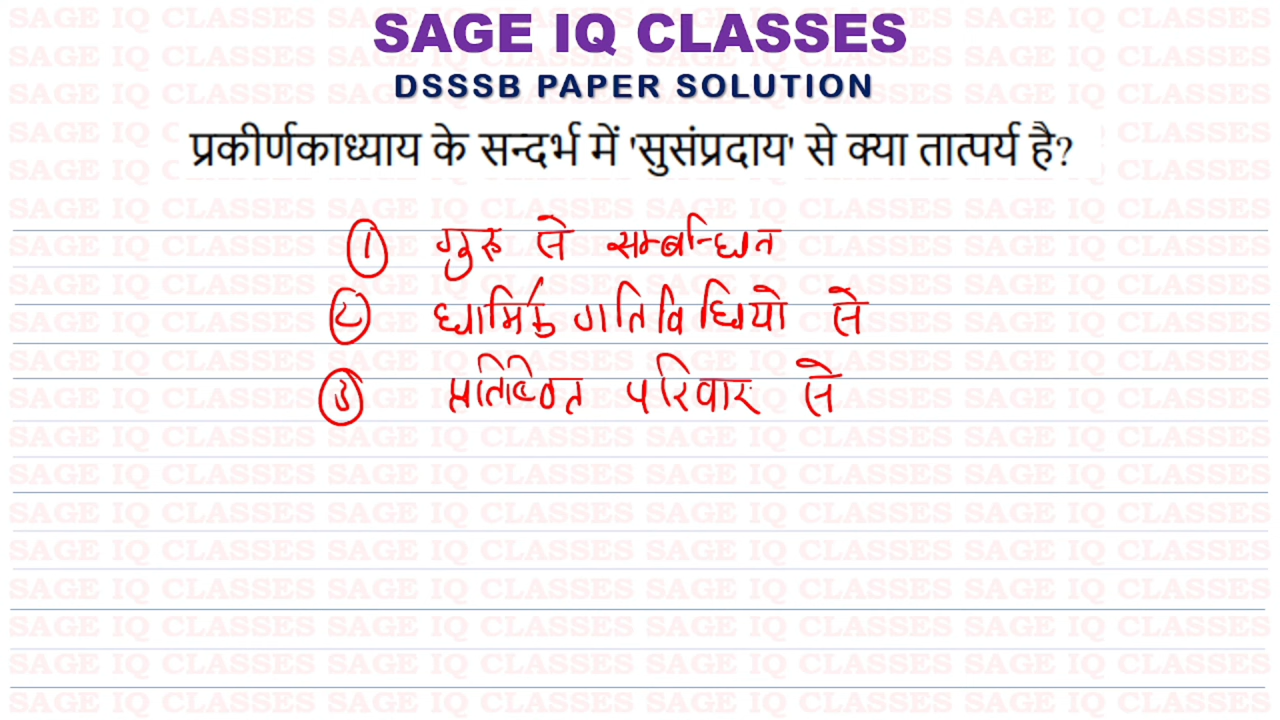 SAGE IQ CLASSES
DSSSB PAPER SOLUTION
प्रकीर्णकाध्याय के सन्दर्भ में 'सुसंप्रदाय' से क्या तात्पर्य है?
① गुरु से सम्बन्धित
② धार्मिक गतिविधियो से
③ प्रतिष्ठित परिवार से